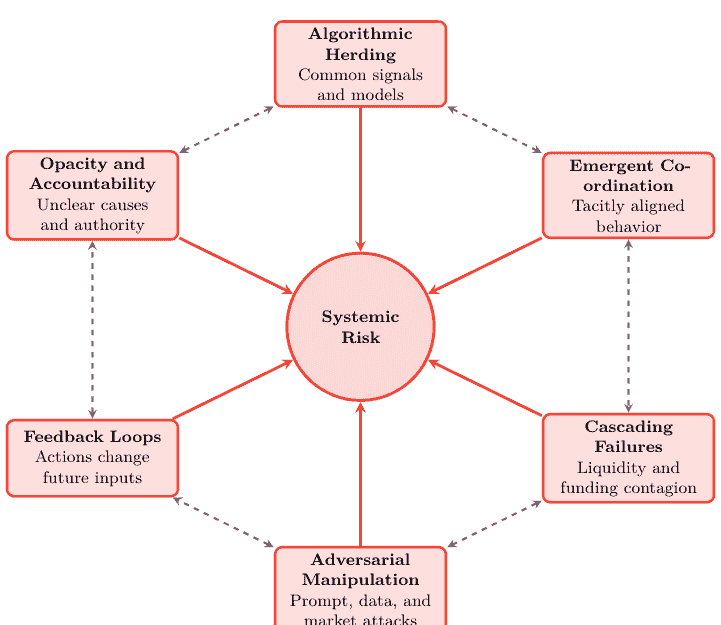 Algorithmic
Herding
Common signals
and models
Opacity and
Accountability
Unclear causes
and authority
Emergent Co-
ordination
Tacitly aligned
behavior
Systemic
Risk
Feedback Loops
Actions change
future inputs
Cascading
Failures
Liquidity and
funding contagion
Adversarial
Manipulation
Prompt, data, and
market attacks